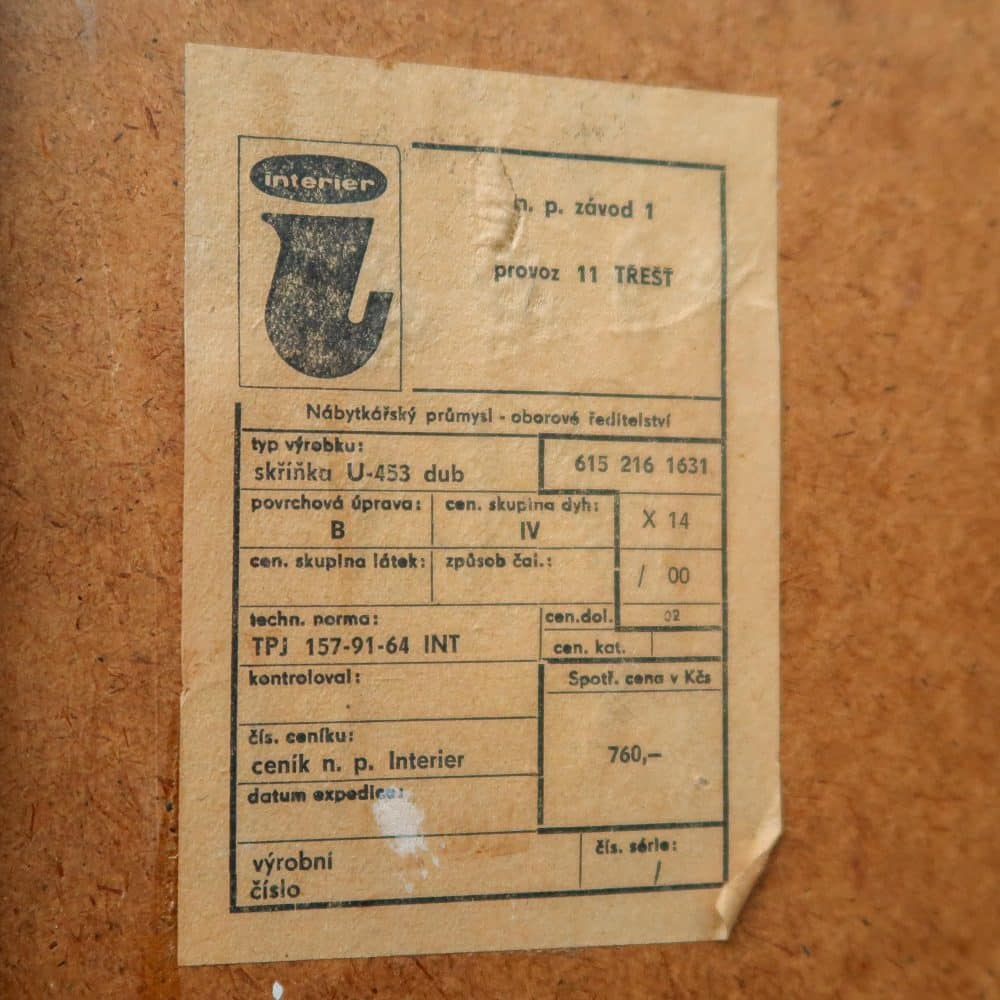 interier
n. p. závod 1
provoz 11 TŘEŠŤ
Nábytkářský průmysl - oborové ředitelství
typ výrobku:
skříňka U-453 dub
615 216 1631
povrchová úprava:
B
cen. skupina dyh:
IV
X 14
cen. skupina látek:
způsob čal.:
/ 00
techn. norma:
TPJ 157-91-64 INT
cen.dol.
02
cen. kat.
kontroloval:
Spotř. cena v Kčs
760,–
čís. ceníku:
ceník n. p. Interier
datum expedice:
výrobní
číslo
čís. série:
/